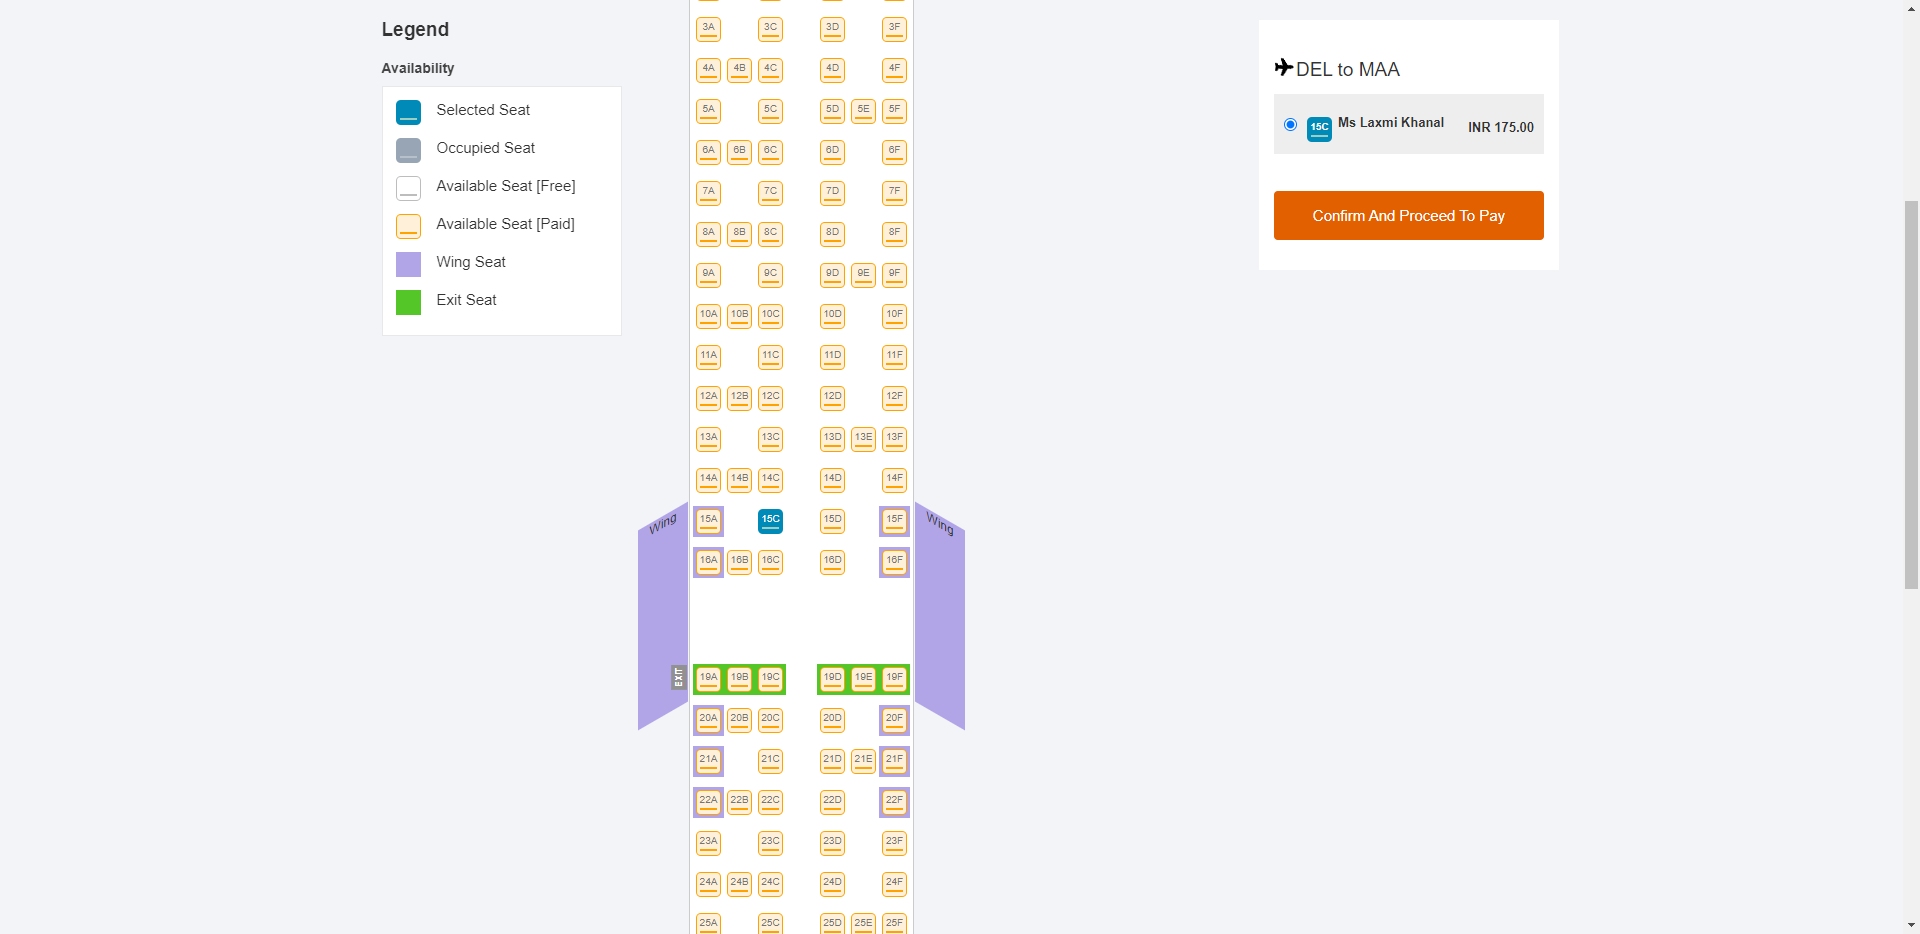 Legend
Availability
Selected Seat
Occupied Seat
Available Seat [Free]
Available Seat [Paid]
Wing Seat
Exit Seat
3A 3C 3D 3F
4A 4B 4C 4D 4F
5A 5C 5D 5E 5F
6A 6B 6C 6D 6F
7A 7C 7D 7F
8A 8B 8C 8D 8F
9A 9C 9D 9E 9F
10A 10B 10C 10D 10F
11A 11C 11D 11F
12A 12B 12C 12D 12F
13A 13C 13D 13E 13F
14A 14B 14C 14D 14F
Wing 15A 15C 15D 15F Wing
16A 16B 16C 16D 16F
EXIT 19A 19B 19C 19D 19E 19F
20A 20B 20C 20D 20F
21A 21C 21D 21E 21F
22A 22B 22C 22D 22F
23A 23C 23D 23F
24A 24B 24C 24D 24F
25A 25C 25D 25E 25F
DEL to MAA
15C Ms Laxmi Khanal INR 175.00
Confirm And Proceed To Pay